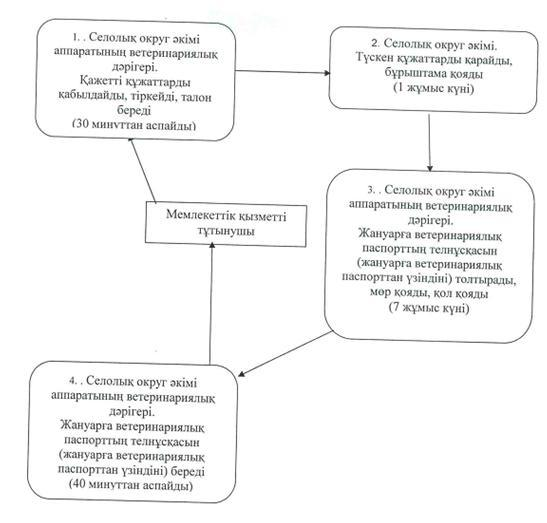 1. . Селолық округ әкімі
аппаратының ветеринариялық
дәрігері.
Қажетті құжаттарды
қабылдайды, тіркейді, талон
береді
(30 минуттан аспайды)
2. Селолық округ әкімі.
Түскен құжаттарды қарайды,
бұрыштама қояды
(1 жұмыс күні)
3. . Селолық округ әкімі
аппаратының ветеринариялық
дәрігері.
Жануарға ветеринариялық
паспорттың телнұсқасын
(жануарға ветеринариялық
паспорттан үзіндіні) толтырады,
мөр қояды, қол қояды
(7 жұмыс күні)
Мемлекеттік қызметті
тұтынушы
4. . Селолық округ әкімі
аппаратының ветеринариялық
дәрігері.
Жануарға ветеринариялық
паспорттың телнұсқасын
(жануарға ветеринариялық
паспорттан үзіндіні) береді
(40 минуттан аспайды)